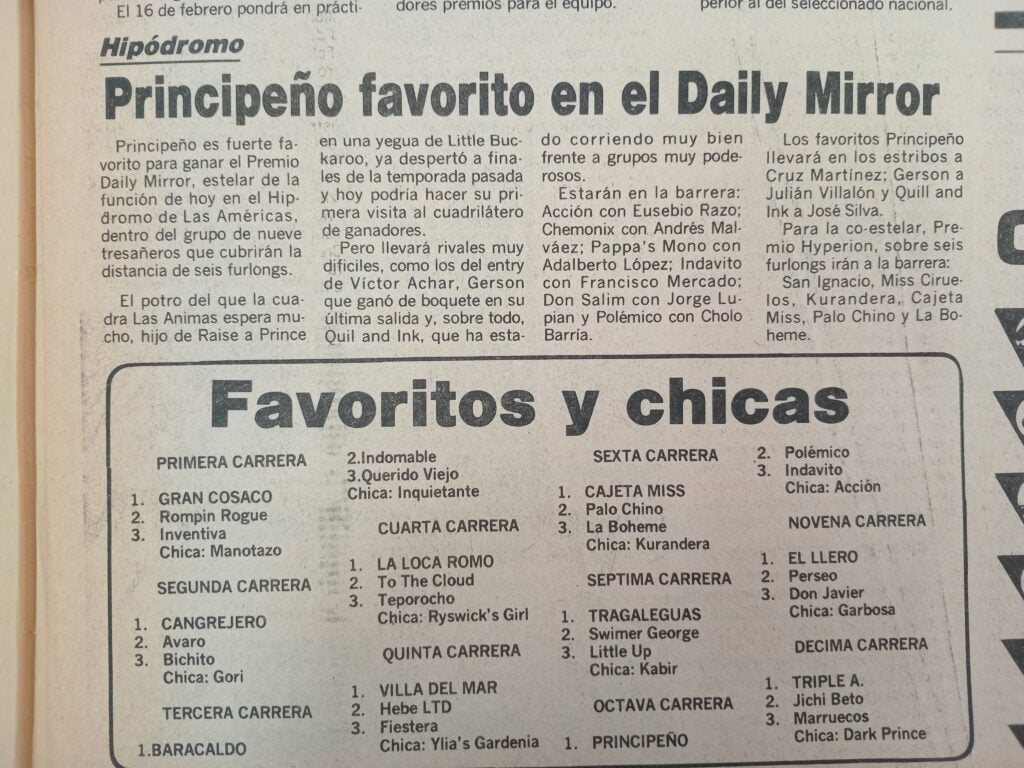 El 16 de febrero pondrá en prácti-
dores premios para el equipo.
perior al del seleccionado nacional.
Hipódromo
Principeño favorito en el Daily Mirror
Principeño es fuerte fa-
vorito para ganar el Premio
Daily Mirror, estelar de la
función de hoy en el Hip-
dromo de Las Américas,
dentro del grupo de nueve
tresañeros que cubrirán la
distancia de seis furlongs.
El potro del que la cua-
dra Las Animas espera mu-
cho, hijo de Raise a Prince
en una yegua de Little Buc-
karoo, ya despertó a fina-
les de la temporada pasada
y hoy podría hacer su pri-
mera visita al cuadrilátero
de ganadores.
Pero llevará rivales muy
dificiles, como los del entry
de Víctor Achar, Gerson
que ganó de boquete en su
última salida y, sobre todo,
Quil and Ink, que ha esta-
do corriendo muy bien
frente a grupos muy pode-
rosos.
Estarán en la barrera:
Acción con Eusebio Razo;
Chemonix con Andrés Mal-
váez; Pappa's Mono con
Adalberto López; Indavito
con Francisco Mercado;
Don Salim con Jorge Lu-
pian y Polémico con Cholo
Barría.
Los favoritos Principeño
llevará en los estribos a
Cruz Martínez; Gerson a
Julián Villalón y Quill and
Ink a José Silva.
Para la co-estelar, Pre-
mio Hyperion, sobre seis
furlongs irán a la barrera:
San Ignacio, Miss Cirue-
los, Kurandera, Cajeta
Miss, Palo Chino y La Bo-
heme.
Favoritos y chicas
PRIMERA CARRERA
1. GRAN COSACO
2. Rompin Rogue
3. Inventiva
Chica: Manotazo
SEGUNDA CARRERA
1. CANGREJERO
2. Avaro
3. Bichito
Chica: Gori
TERCERA CARRERA
1.BARACALDO
2.Indomable
3.Querido Viejo
Chica: Inquietante
CUARTA CARRERA
1. LA LOCA ROMO
2. To The Cloud
3. Teporocho
Chica: Ryswick's Girl
QUINTA CARRERA
1. VILLA DEL MAR
2. Hebe LTD
3. Fiestera
Chica: Ylia's Gardenia
SEXTA CARRERA
1. CAJETA MISS
2. Palo Chino
3. La Boheme
Chica: Kurandera
SEPTIMA CARRERA
1. TRAGALEGUAS
2. Swimer George
3. Little Up
Chica: Kabir
OCTAVA CARRERA
1. PRINCIPEÑO
2. Polémico
3. Indavito
Chica: Acción
NOVENA CARRERA
1. EL LLERO
2. Perseo
3. Don Javier
Chica: Garbosa
DECIMA CARRERA
1. TRIPLE A.
2. Jichi Beto
3. Marruecos
Chica: Dark Prince